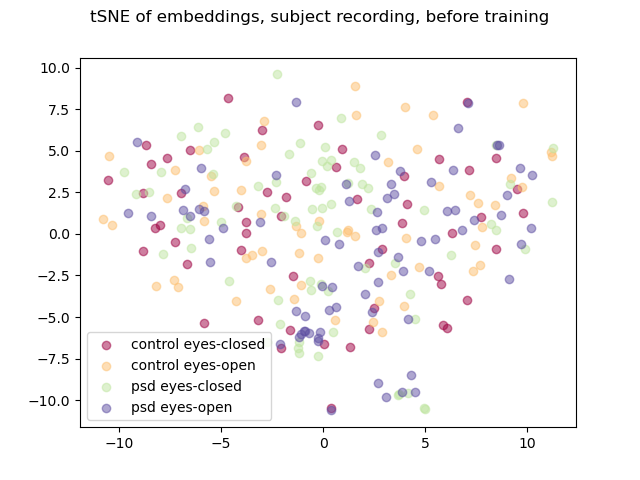 tSNE of embeddings, subject recording, before training
10.0
7.5
5.0
2.5
0.0
−2.5
−5.0
−7.5
−10.0
control eyes-closed
control eyes-open
psd eyes-closed
psd eyes-open
−10
−5
0
5
10